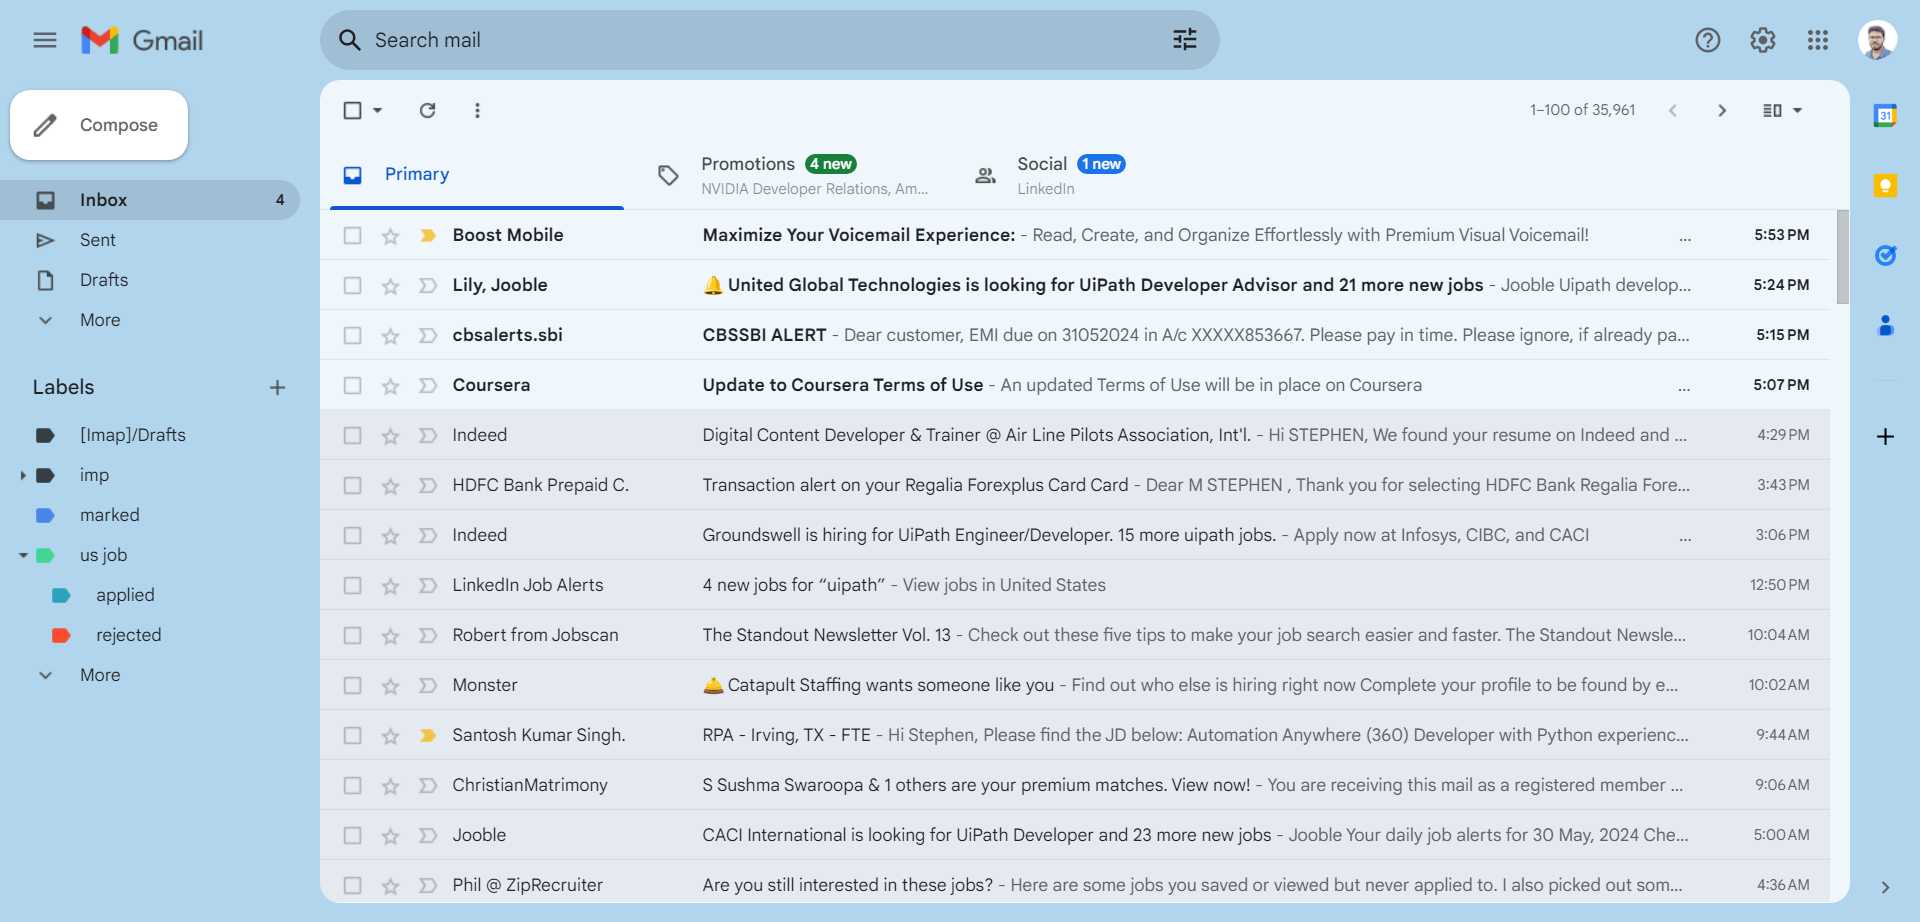 Gmail
Search mail
Compose
Inbox 4
Sent
Drafts
More
Labels
[Imap]/Drafts
imp
marked
us job
applied
rejected
More
1–100 of 35,961
Primary
Promotions 4 new
NVIDIA Developer Relations, Am...
Social 1 new
LinkedIn
Boost Mobile Maximize Your Voicemail Experience: - Read, Create, and Organize Effortlessly with Premium Visual Voicemail! ... 5:53 PM
Lily, Jooble 🔔 United Global Technologies is looking for UiPath Developer Advisor and 21 more new jobs - Jooble Uipath develop... 5:24 PM
cbsalerts.sbi CBSSBI ALERT - Dear customer, EMI due on 31052024 in A/c XXXXX853667. Please pay in time. Please ignore, if already pa... 5:15 PM
Coursera Update to Coursera Terms of Use - An updated Terms of Use will be in place on Coursera ... 5:07 PM
Indeed Digital Content Developer & Trainer @ Air Line Pilots Association, Int'l. - Hi STEPHEN, We found your resume on Indeed and ... 4:29 PM
HDFC Bank Prepaid C. Transaction alert on your Regalia Forexplus Card Card - Dear M STEPHEN , Thank you for selecting HDFC Bank Regalia Fore... 3:43 PM
Indeed Groundswell is hiring for UiPath Engineer/Developer. 15 more uipath jobs. - Apply now at Infosys, CIBC, and CACI ... 3:06 PM
LinkedIn Job Alerts 4 new jobs for “uipath” - View jobs in United States 12:50 PM
Robert from Jobscan The Standout Newsletter Vol. 13 - Check out these five tips to make your job search easier and faster. The Standout Newsle... 10:04 AM
Monster 🛎️ Catapult Staffing wants someone like you - Find out who else is hiring right now Complete your profile to be found by e... 10:02 AM
Santosh Kumar Singh. RPA - Irving, TX - FTE - Hi Stephen, Please find the JD below: Automation Anywhere (360) Developer with Python experienc... 9:44 AM
ChristianMatrimony S Sushma Swaroopa & 1 others are your premium matches. View now! - You are receiving this mail as a registered member ... 9:06 AM
Jooble CACI International is looking for UiPath Developer and 23 more new jobs - Jooble Your daily job alerts for 30 May, 2024 Che... 5:00 AM
Phil @ ZipRecruiter Are you still interested in these jobs? - Here are some jobs you saved or viewed but never applied to. I also picked out som... 4:36 AM
31